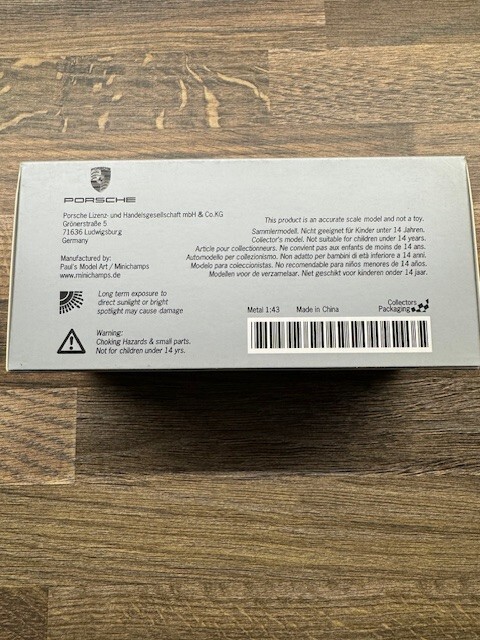 PORSCHE
Porsche Lizenz- und Handelsgesellschaft mbH & Co.KG
Grönerstraße 5
71636 Ludwigsburg
Germany
Manufactured by:
Paul's Model Art / Minichamps
www.minichamps.de
Long term exposure to
direct sunlight or bright
spotlight may cause damage
Warning:
Choking Hazards & small parts.
Not for children under 14 yrs.
This product is an accurate scale model and not a toy.
Sammlermodell. Nicht geeignet für Kinder unter 14 Jahren.
Collector's model. Not suitable for children under 14 years.
Article pour collectionneurs. Ne convient pas aux enfants de moins de 14 ans.
Automodello per collezionismo. Non adatto per bambini di età inferiore a 14 anni.
Modelo para coleccionistas. No recomendable para niños menores de 14 años.
Modellen voor de verzamelaar. Niet geschikt voor kinderen onder 14 jaar.
Metal 1:43 Made in China
Collectors
Packaging